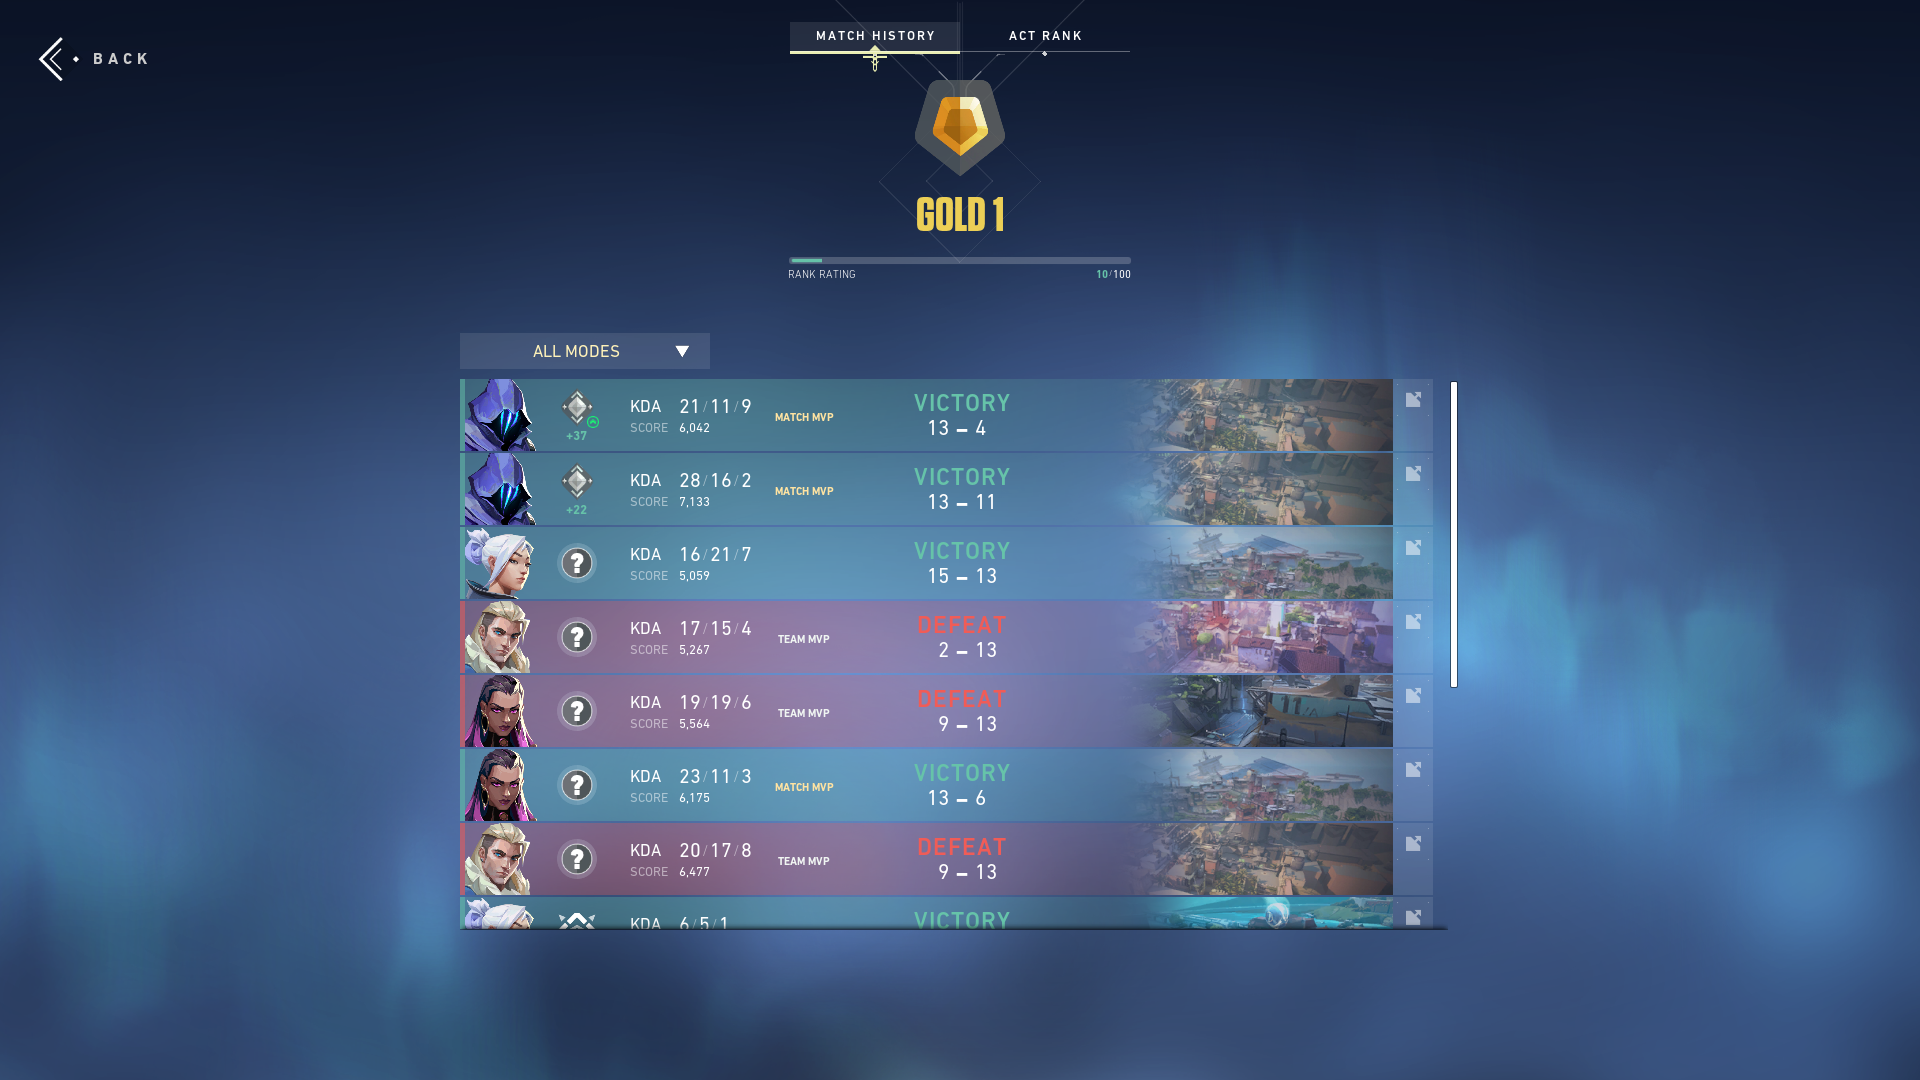 BACK
MATCH HISTORY
ACT RANK
GOLD 1
RANK RATING
10/100
ALL MODES
+37
KDA 21/11/9
SCORE 6,042
MATCH MVP
VICTORY
13 – 4
+22
KDA 28/16/2
SCORE 7,133
MATCH MVP
VICTORY
13 – 11
?
KDA 16/21/7
SCORE 5,059
VICTORY
15 – 13
?
KDA 17/15/4
SCORE 5,267
TEAM MVP
DEFEAT
2 – 13
?
KDA 19/19/6
SCORE 5,564
TEAM MVP
DEFEAT
9 – 13
?
KDA 23/11/3
SCORE 6,175
MATCH MVP
VICTORY
13 – 6
?
KDA 20/17/8
SCORE 6,477
TEAM MVP
DEFEAT
9 – 13
KDA 6/5/1
VICTORY